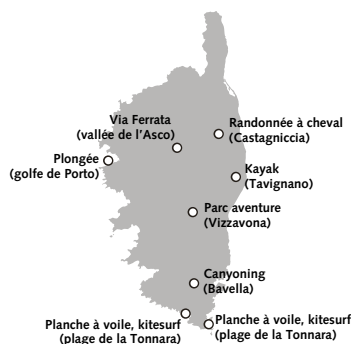 Via Ferrata
(vallée de l'Asco)
Randonnée à cheval
(Castagniccia)
Plongée
(golfe de Porto)
Kayak
(Tavignano)
Parc aventure
(Vizzavona)
Canyoning
(Bavella)
Planche à voile, kitesurf
(plage de la Tonnara)
Planche à voile, kitesurf
(plage de la Tonnara)